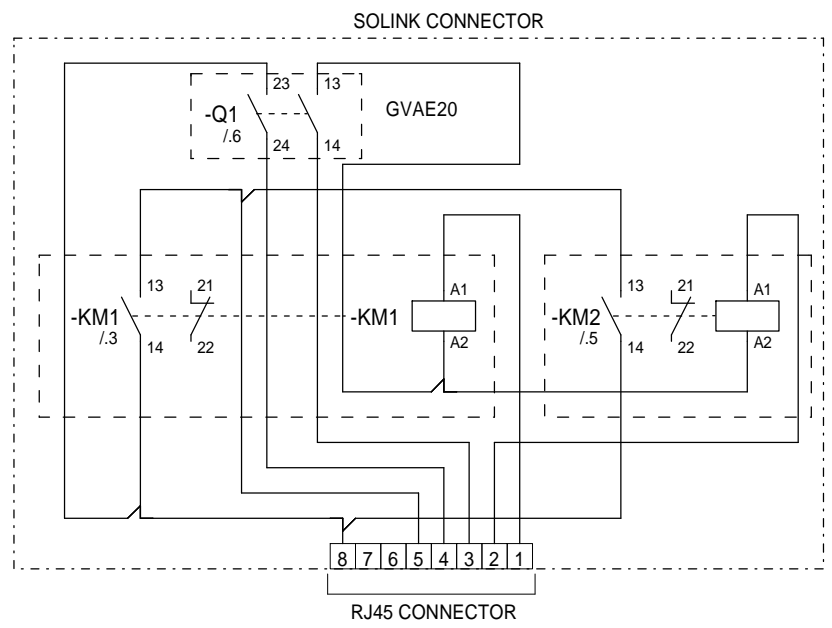 SOLINK CONNECTOR
23 13
-Q1 GVAE20
/.6
24 14
13 21 A1 13 21 A1
-KM1 -KM1 -KM2
/.3 /.5
14 22 A2 14 22 A2
8 7 6 5 4 3 2 1
RJ45 CONNECTOR